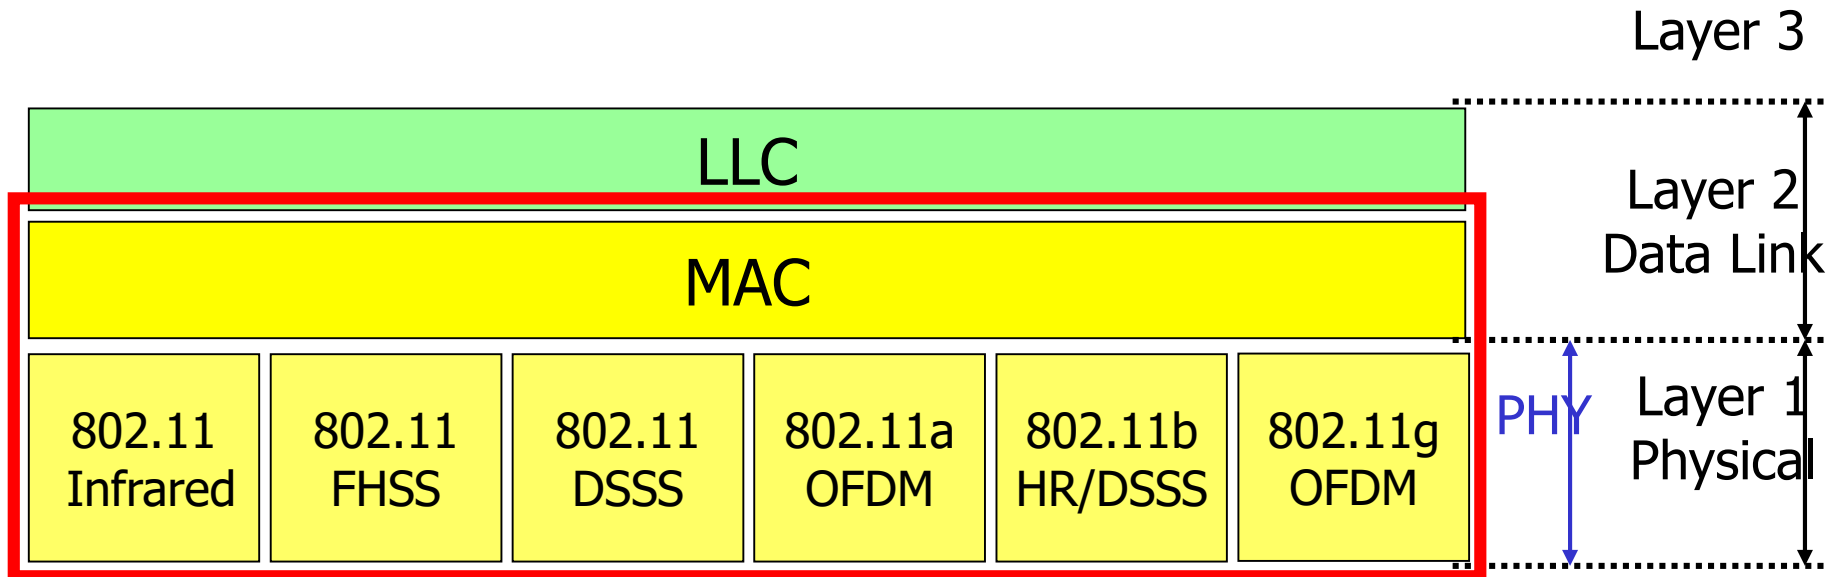 Layer 3
LLC
Layer 2
Data Link
MAC
802.11
Infrared
802.11
FHSS
802.11
DSSS
802.11a
OFDM
802.11b
HR/DSSS
802.11g
OFDM
PHY
Layer 1
Physical